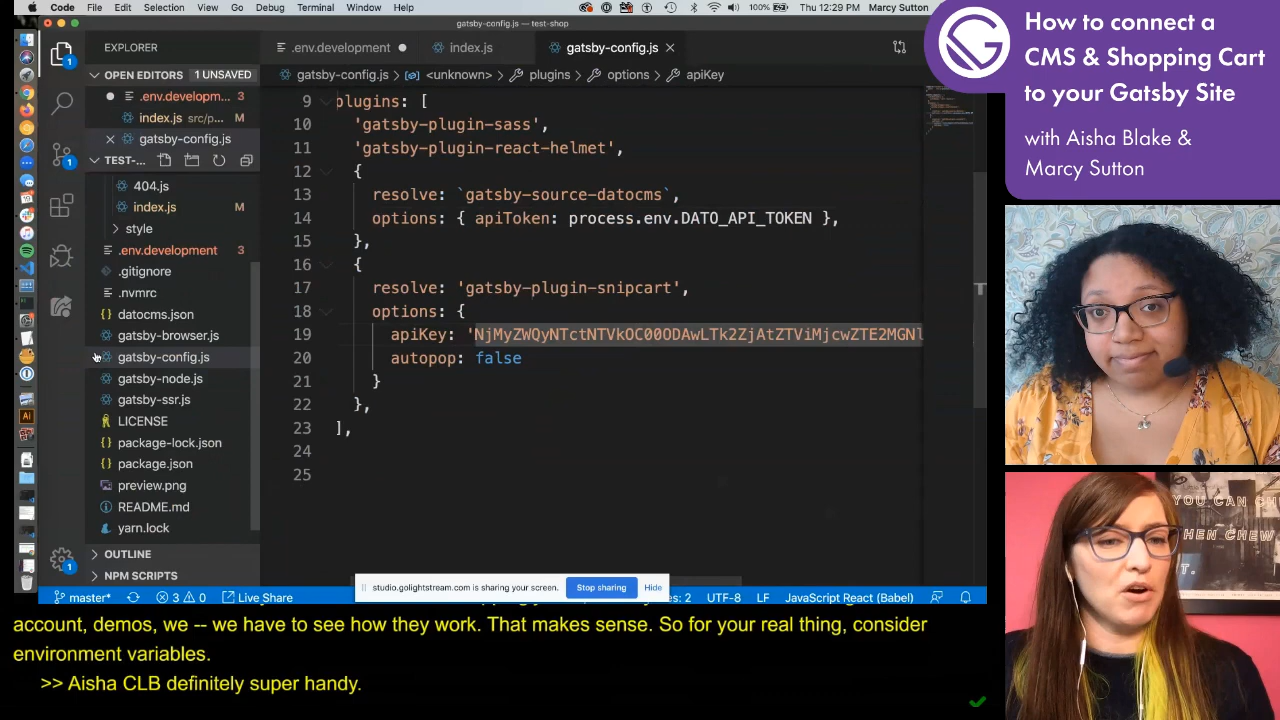 Code File Edit Selection View Go Debug Terminal Window Help 100% Thu 12:29 PM Marcy Sutton
gatsby-config.js — test-shop
EXPLORER
.env.development
index.js
gatsby-config.js
OPEN EDITORS 1 UNSAVED
gatsby-config.js > <unknown> > plugins > options > apiKey
.env.developm... 3
index.js src/p... M
gatsby-config.js
TEST-...
404.js
index.js M
style
.env.development 3
.gitignore
.nvmrc
datocms.json
gatsby-browser.js
gatsby-config.js
gatsby-node.js
gatsby-ssr.js
LICENSE
package-lock.json
package.json
preview.png
README.md
yarn.lock
OUTLINE
NPM SCRIPTS
1
1
1
9 plugins: [
10 'gatsby-plugin-sass',
11 'gatsby-plugin-react-helmet',
12 {
13 resolve: `gatsby-source-datocms`,
14 options: { apiToken: process.env.DATO_API_TOKEN },
15 },
16 {
17 resolve: 'gatsby-plugin-snipcart',
18 options: {
19 apiKey: 'NjMyZWQyNTctNTVkOC00ODAwLTk2ZjAtZTViMjcwZTE2MGNl
20 autopop: false
21 }
22 },
23 ],
24
25
studio.golightstream.com is sharing your screen. Stop sharing Hide
master* 3 0 Live Share es: 2 UTF-8 LF JavaScript React (Babel)
account, demos, we -- we have to see how they work. That makes sense. So for your real thing, consider
environment variables.
>> Aisha CLB definitely super handy.
How to connect a
CMS & Shopping Cart
to your Gatsby Site
with Aisha Blake &
Marcy Sutton
YOU CAN CH
HEN CHEW
T.